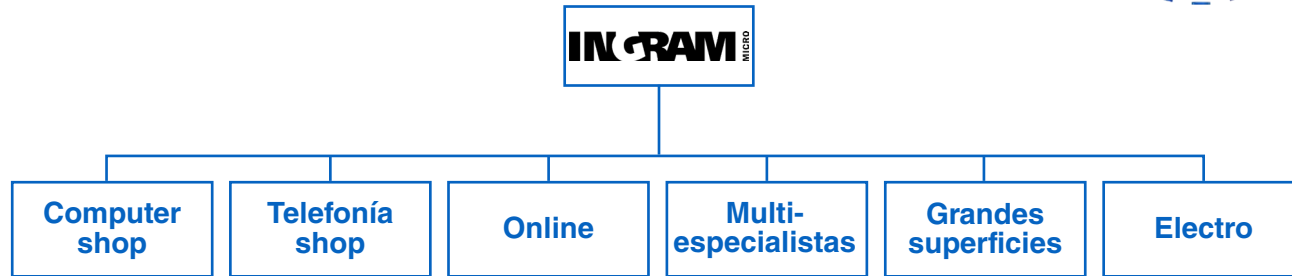 INGRAM MICRO
Computer
shop
Telefonía
shop
Online
Multi-
especialistas
Grandes
superficies
Electro